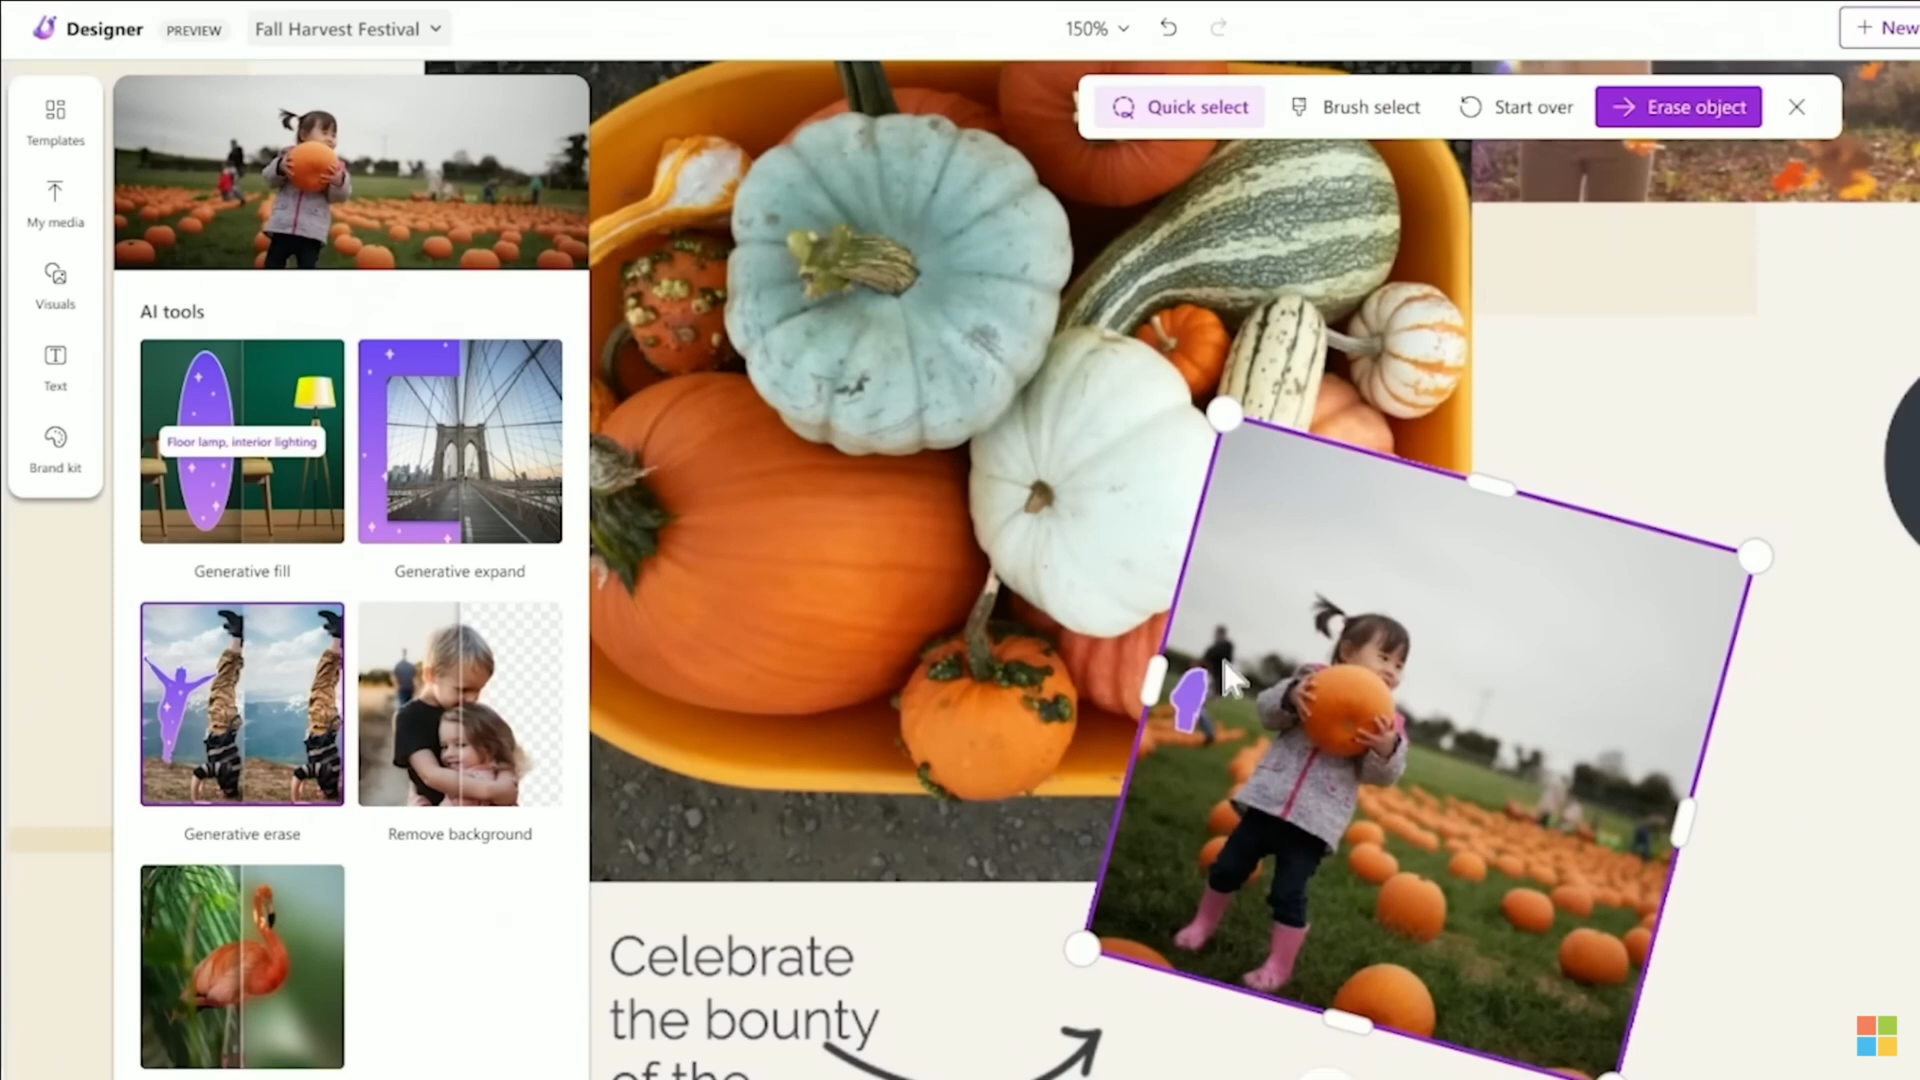 Designer PREVIEW Fall Harvest Festival 150% + New
Quick select Brush select Start over Erase object
Templates
My media
Visuals
Text
Brand kit
AI tools
Floor lamp, interior lighting
Generative fill Generative expand
Generative erase Remove background
Celebrate
the bounty
of the